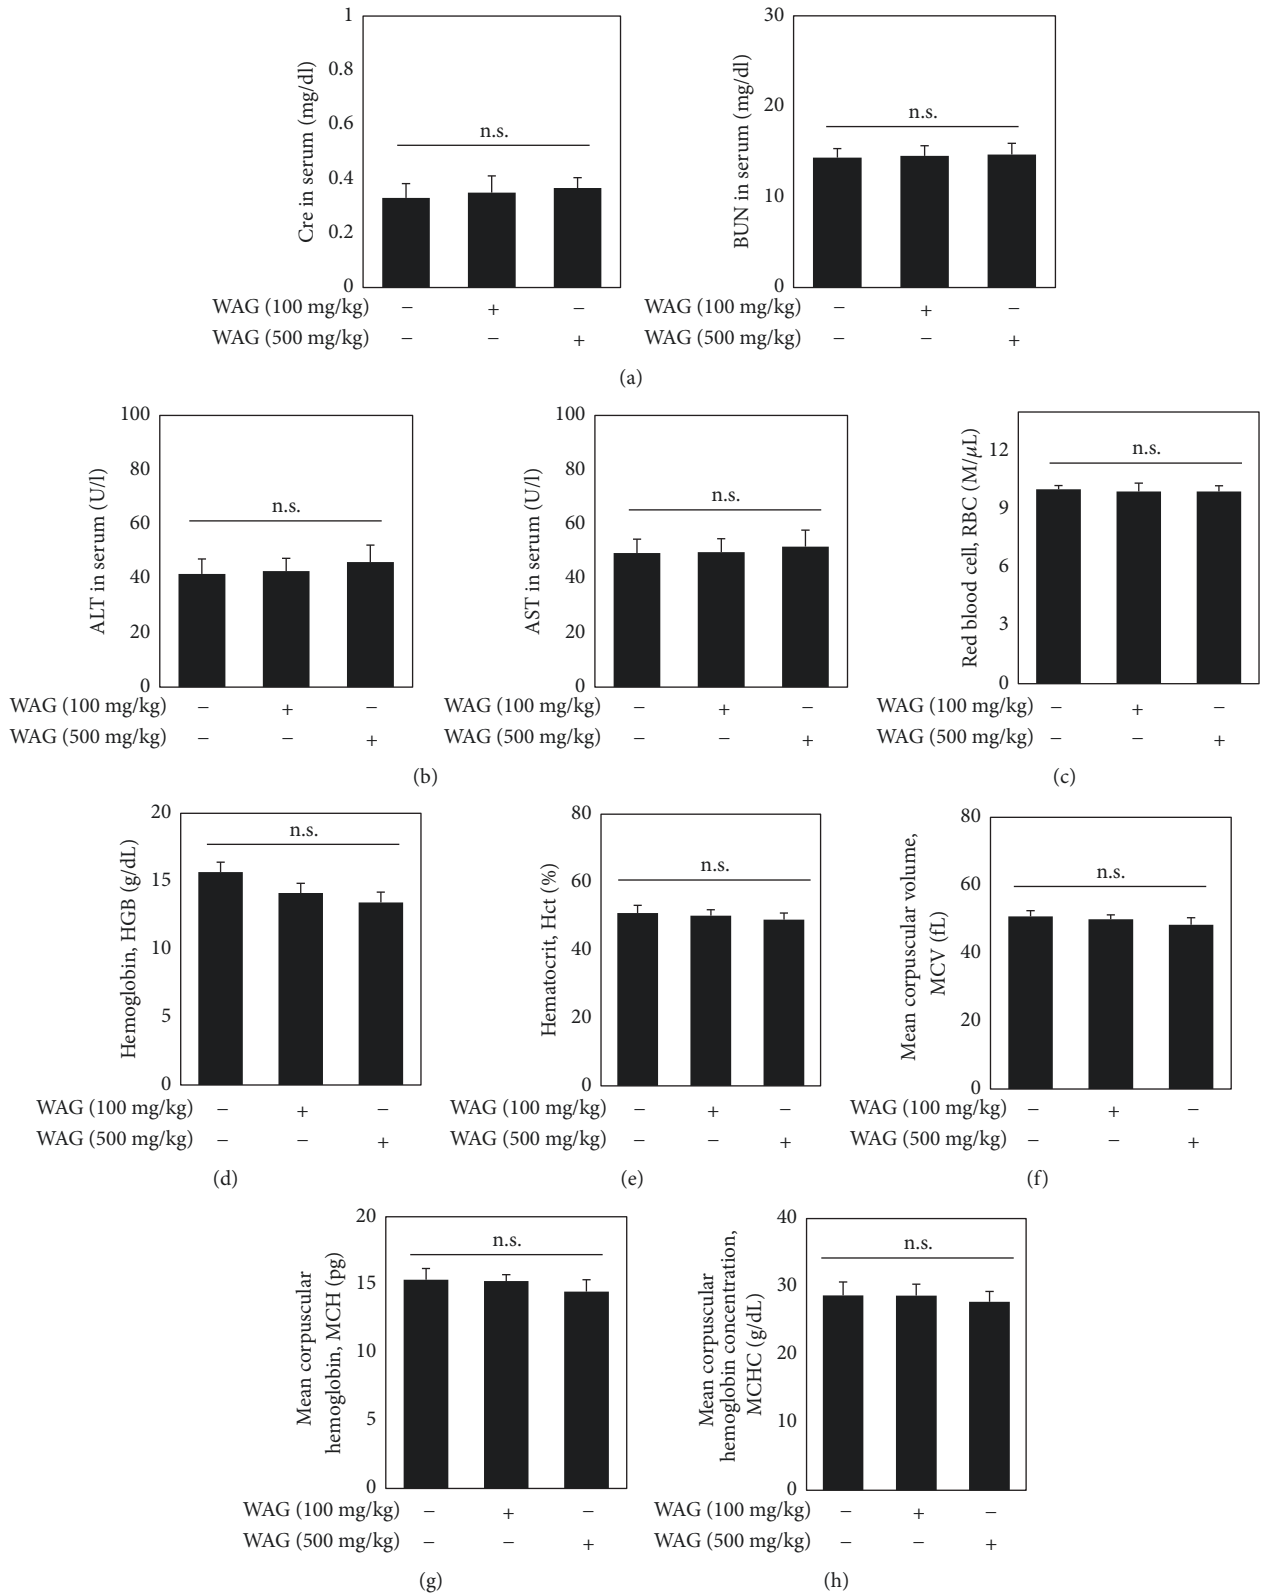 1
0.8
0.6
0.4
0.2
0
Cre in serum (mg/dl)
n.s.
WAG (100 mg/kg) − + −
WAG (500 mg/kg) − − +
30
20
10
0
BUN in serum (mg/dl)
n.s.
WAG (100 mg/kg) − + −
WAG (500 mg/kg) − − +
(a)
100
80
60
40
20
0
ALT in serum (U/l)
n.s.
WAG (100 mg/kg) − + −
WAG (500 mg/kg) − − +
100
80
60
40
20
0
AST in serum (U/l)
n.s.
WAG (100 mg/kg) − + −
WAG (500 mg/kg) − − +
(b)
12
9
6
3
0
Red blood cell, RBC (M/μL)
n.s.
WAG (100 mg/kg) − + −
WAG (500 mg/kg) − − +
(c)
20
15
10
5
0
Hemoglobin, HGB (g/dL)
n.s.
WAG (100 mg/kg) − + −
WAG (500 mg/kg) − − +
(d)
80
60
40
20
0
Hematocrit, Hct (%)
n.s.
WAG (100 mg/kg) − + −
WAG (500 mg/kg) − − +
(e)
80
60
40
20
0
Mean corpuscular volume,
MCV (fL)
n.s.
WAG (100 mg/kg) − + −
WAG (500 mg/kg) − − +
(f)
20
15
10
5
0
Mean corpuscular
hemoglobin, MCH (pg)
n.s.
WAG (100 mg/kg) − + −
WAG (500 mg/kg) − − +
(g)
40
30
20
10
0
Mean corpuscular
hemoglobin concentration,
MCHC (g/dL)
n.s.
WAG (100 mg/kg) − + −
WAG (500 mg/kg) − − +
(h)